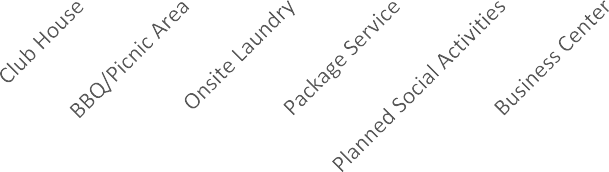 Club House
BBQ/Picnic Area
Onsite Laundry
Package Service
Planned Social Activities
Business Center